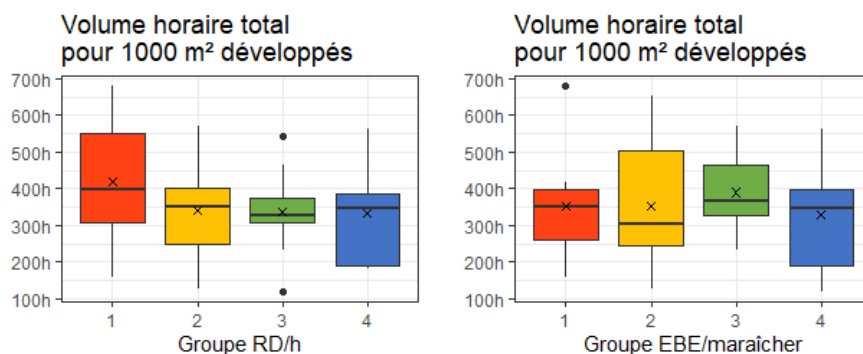 Volume horaire total
pour 1000 m² développés
700h
600h
500h
400h
300h
200h
100h
1 2 3 4
Groupe RD/h
Volume horaire total
pour 1000 m² développés
700h
600h
500h
400h
300h
200h
100h
1 2 3 4
Groupe EBE/maraîcher